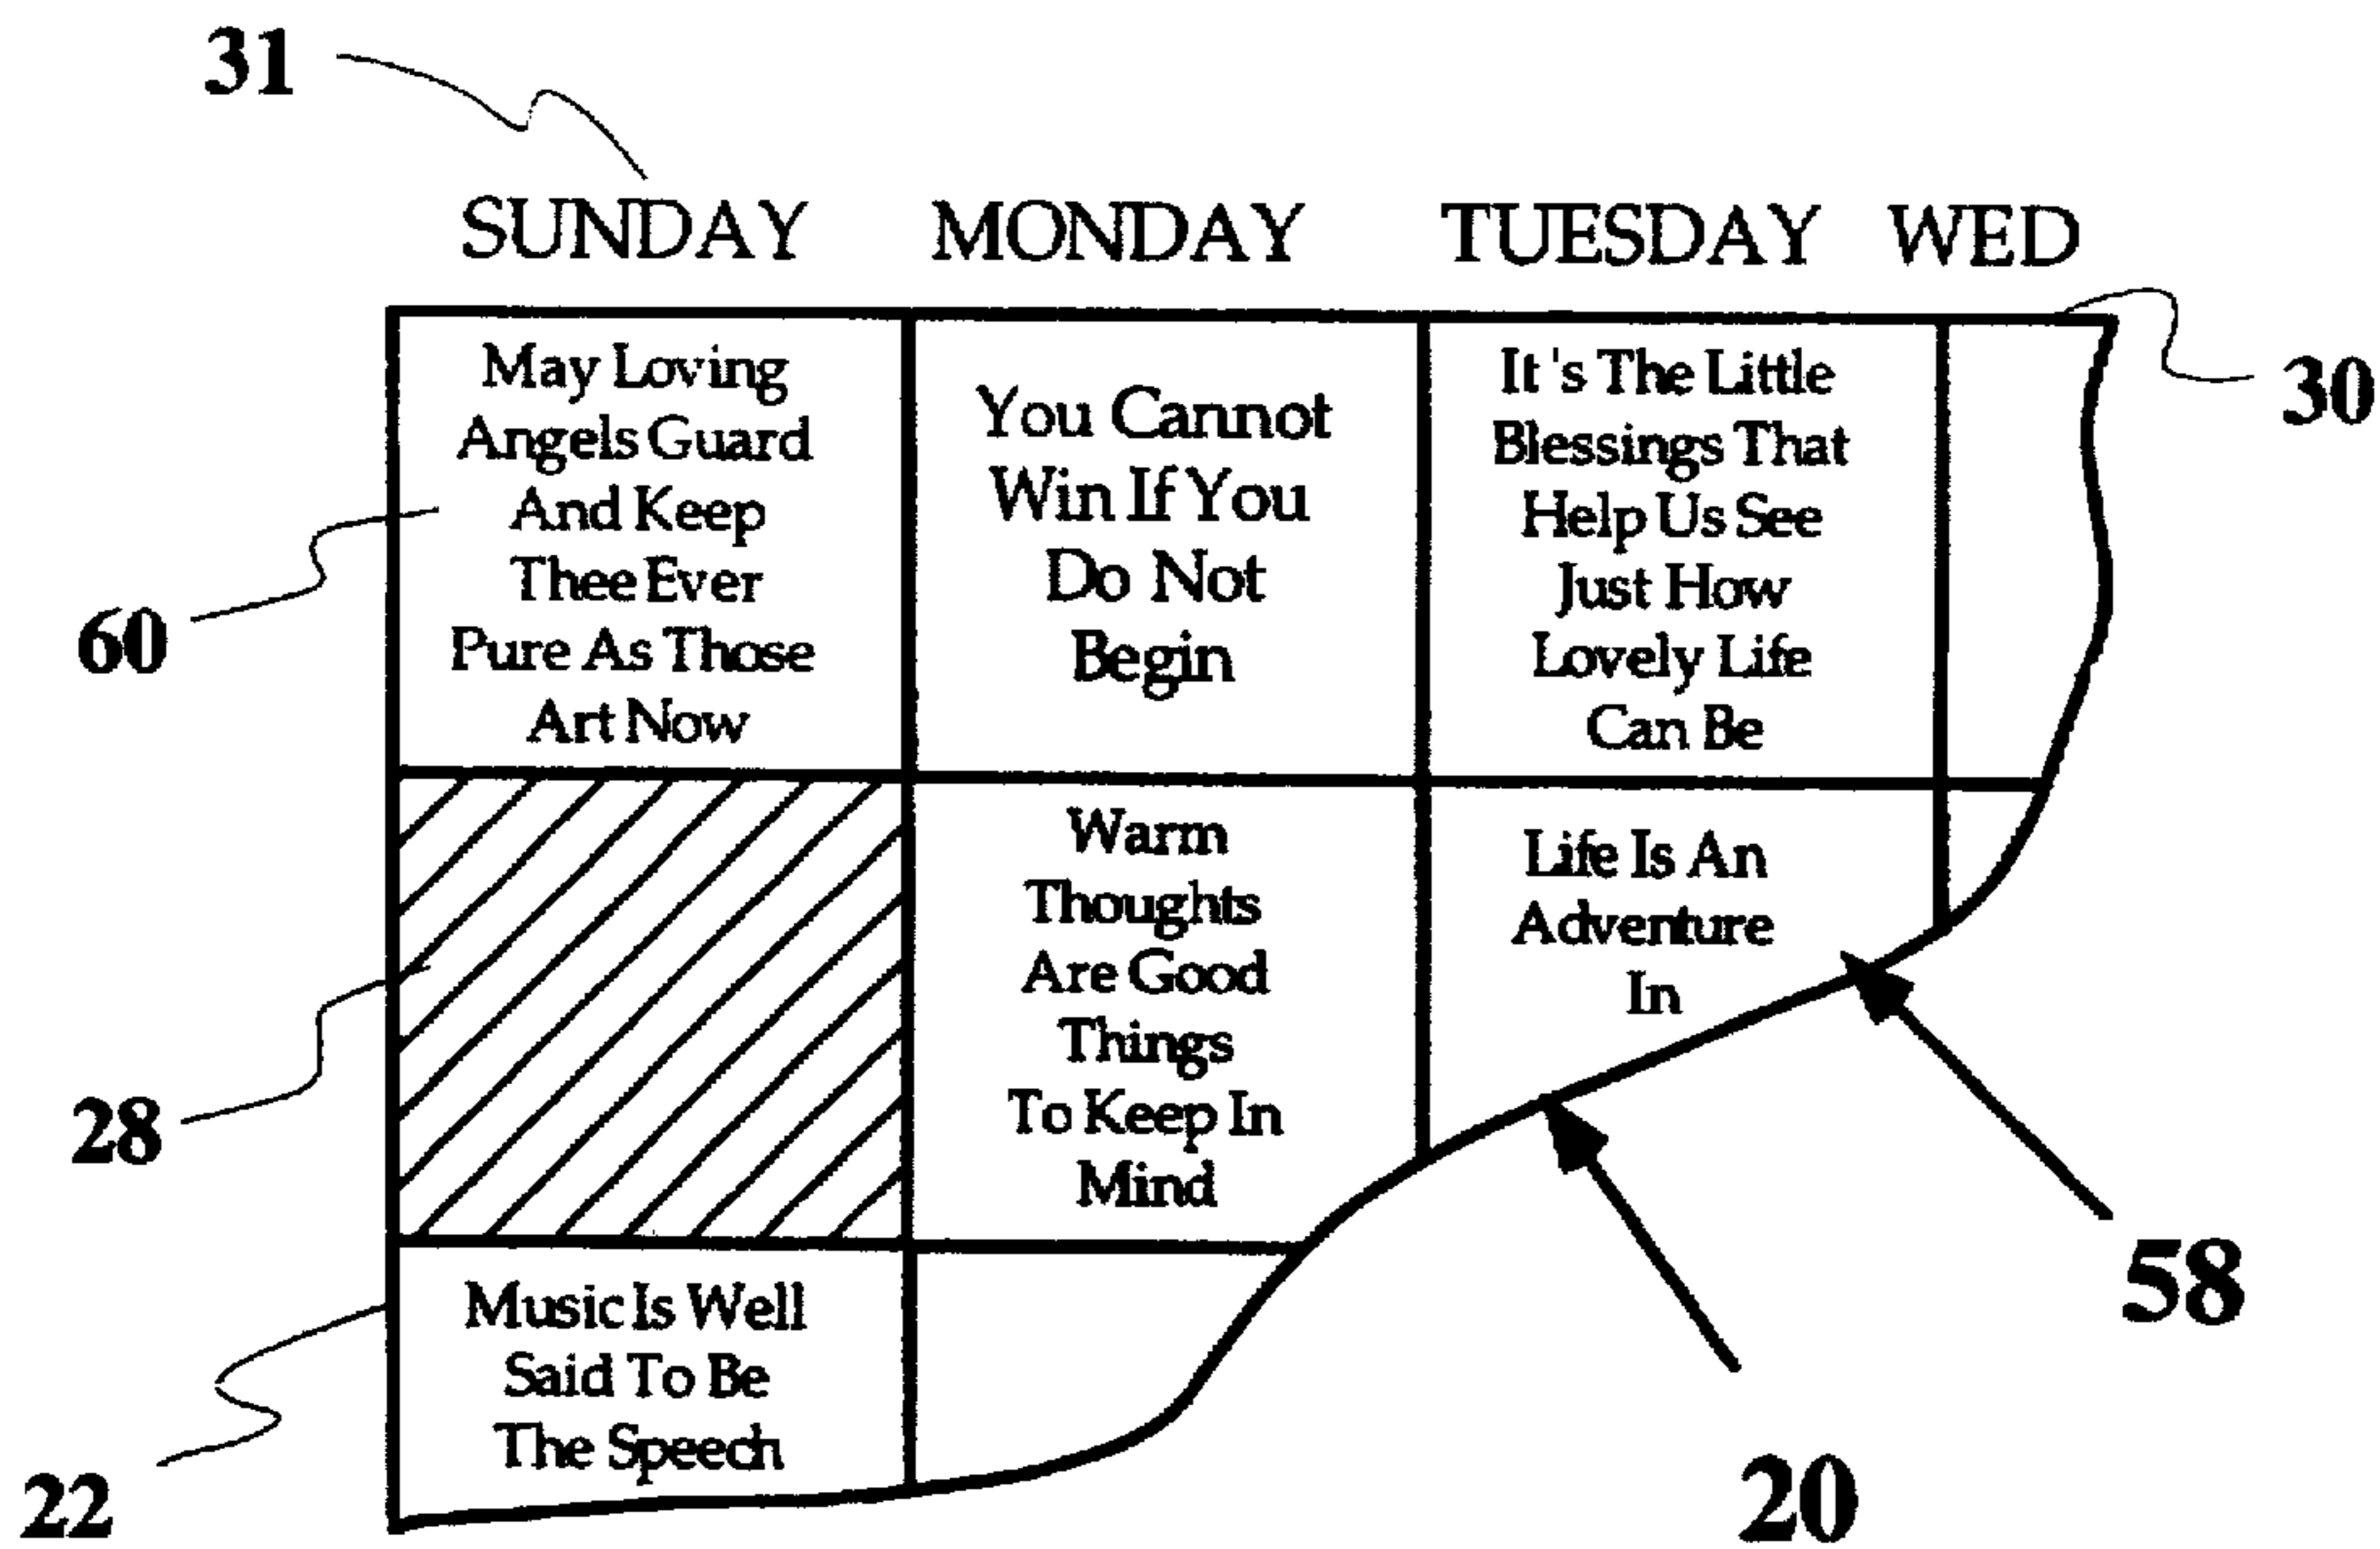 31
SUNDAY MONDAY TUESDAY WED
30
May Loving
Angels Guard
And Keep
Thee Ever
Pure As Those
Art Now
You Cannot
Win If You
Do Not
Begin
It's The Little
Blessings That
Help Us See
Just How
Lovely Life
Can Be
60
28
Warm
Thoughts
Are Good
Things
To Keep In
Mind
Life Is An
Adventure
In
58
20
22
Music Is Well
Said To Be
The Speech